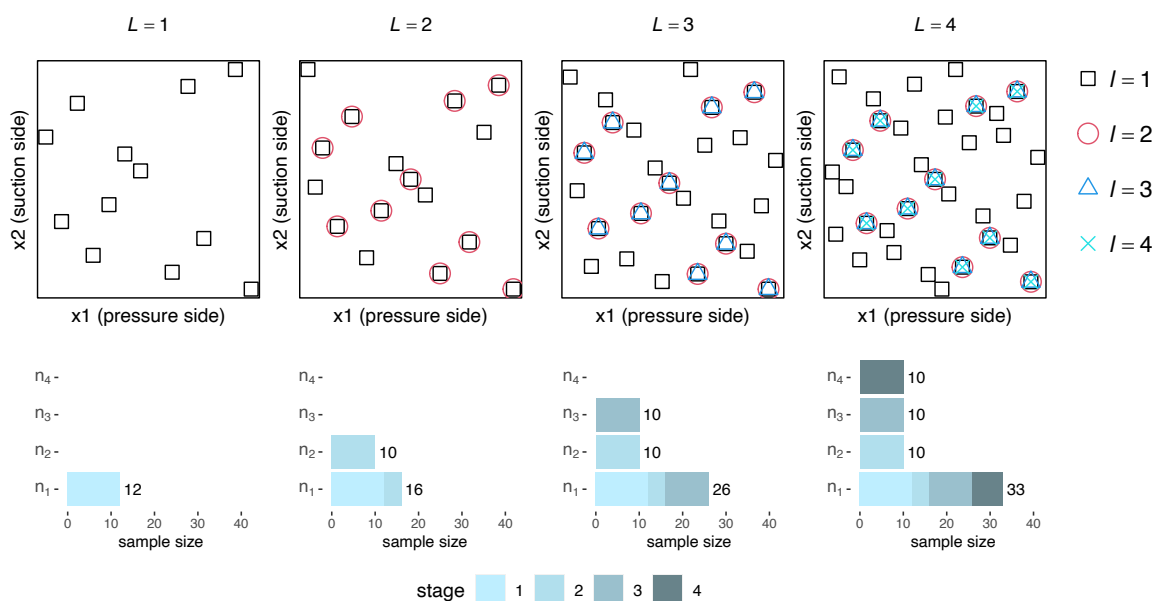 L = 1
L = 2
L = 3
L = 4
x2 (suction side)
x1 (pressure side)
x2 (suction side)
x1 (pressure side)
x2 (suction side)
x1 (pressure side)
x2 (suction side)
x1 (pressure side)
l = 1
l = 2
l = 3
l = 4
n4
n3
n2
n1
12
0 10 20 30 40
sample size
n4
n3
n2 10
n1 16
0 10 20 30 40
sample size
n4
n3 10
n2 10
n1 26
0 10 20 30 40
sample size
n4 10
n3 10
n2 10
n1 33
0 10 20 30 40
sample size
stage 1 2 3 4